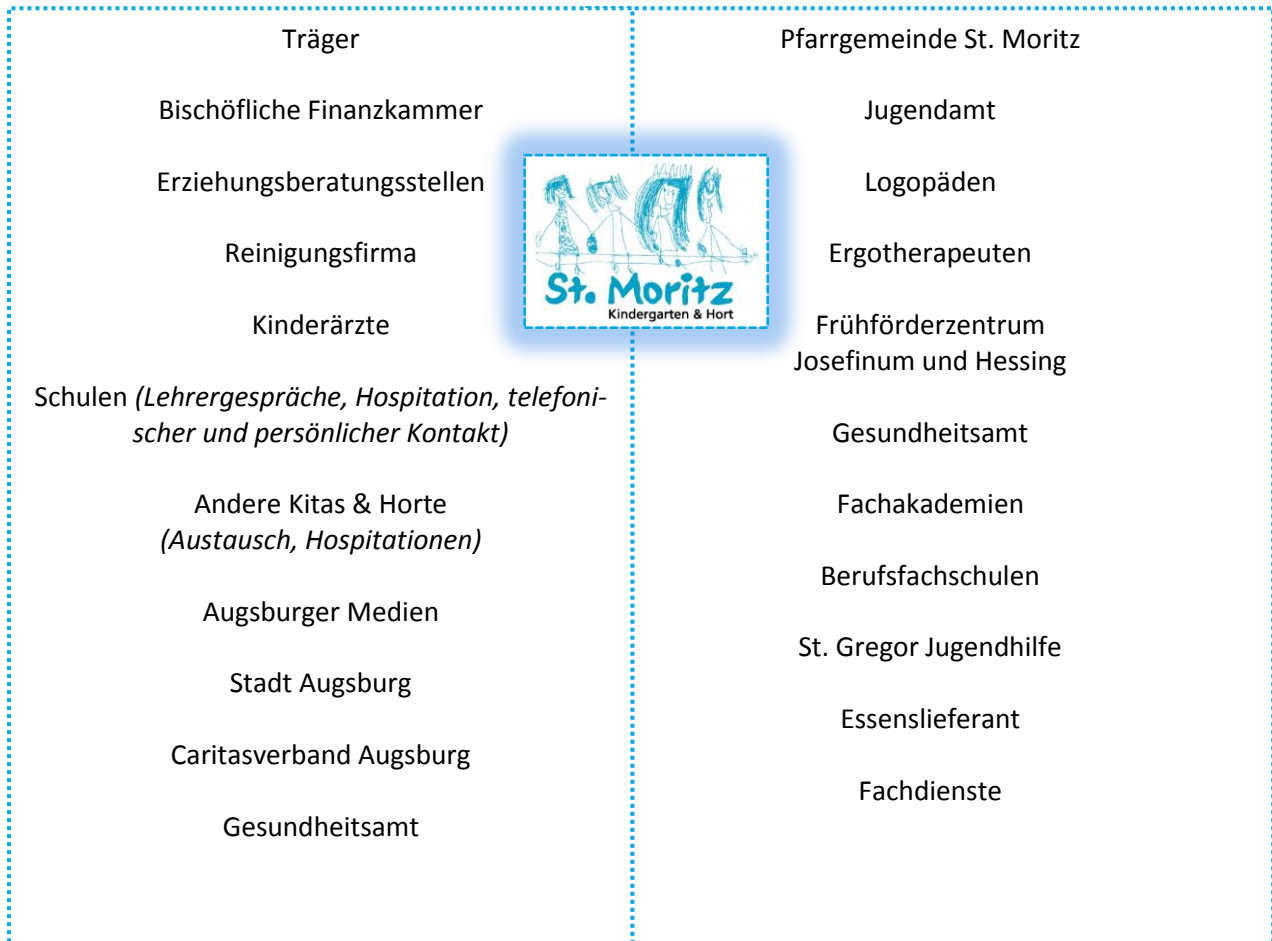 Träger
Bischöfliche Finanzkammer
Erziehungsberatungsstellen
Reinigungsfirma
Kinderärzte
Schulen (Lehrergespräche, Hospitation, telefoni-
scher und persönlicher Kontakt)
Andere Kitas & Horte
(Austausch, Hospitationen)
Augsburger Medien
Stadt Augsburg
Caritasverband Augsburg
Gesundheitsamt
St. Moritz
Kindergarten & Hort
Pfarrgemeinde St. Moritz
Jugendamt
Logopäden
Ergotherapeuten
Frühförderzentrum
Josefinum und Hessing
Gesundheitsamt
Fachakademien
Berufsfachschulen
St. Gregor Jugendhilfe
Essenslieferant
Fachdienste